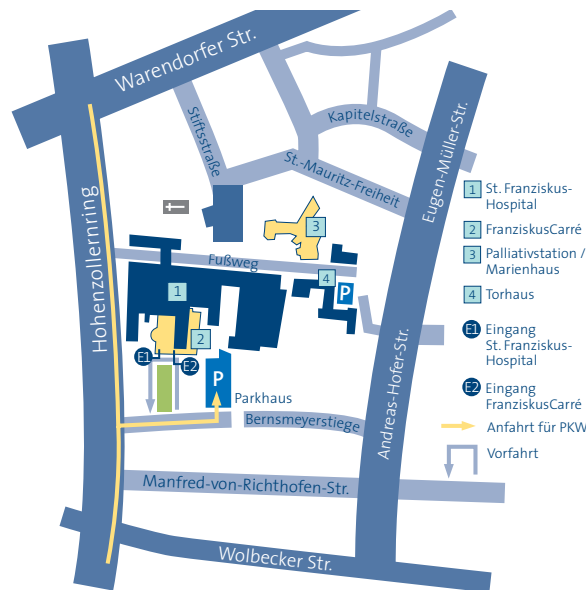 Warendorfer Str.
Stiftsstraße
Kapitelstraße
St.-Mauritz-Freiheit
Eugen-Müller-Str.
Hohenzollernring
Fußweg
3
4
P
1
2
E1
E2
P
Parkhaus
Bernsmeyerstiege
Andreas-Hofer-Str.
Manfred-von-Richthofen-Str.
Wolbecker Str.
1 St. Franziskus-
Hospital
2 FranziskusCarré
3 Palliativstation /
Marienhaus
4 Torhaus
E1 Eingang
St. Franziskus-
Hospital
E2 Eingang
FranziskusCarré
Anfahrt für PKW
Vorfahrt